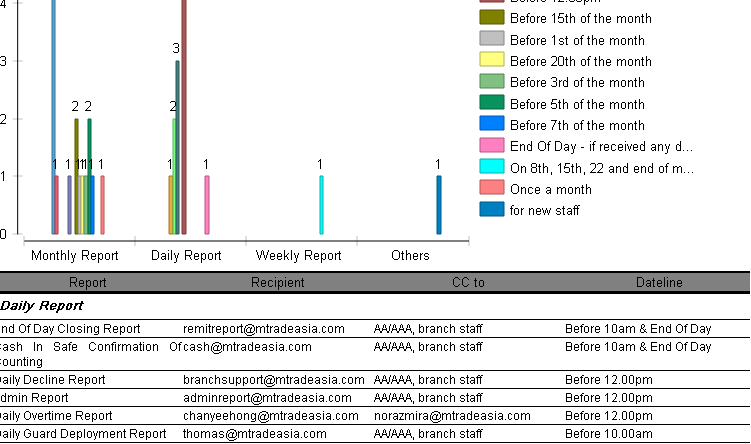 4
Before 15th of the month
Before 1st of the month
3
3
Before 20th of the month
Before 3rd of the month
2 2 2
Before 5th of the month
2
Before 7th of the month
End Of Day - if received any d...
1 1 1 1 1 1 1 1 1 1 1
On 8th, 15th, 22 and end of m...
1
Once a month
for new staff
0
Monthly Report Daily Report Weekly Report Others
Report Recipient CC to Dateline
Daily Report
nd Of Day Closing Report remitreport@mtradeasia.com AA/AAA, branch staff Before 10am & End Of Day
ash In Safe Confirmation Of cash@mtradeasia.com AA/AAA, branch staff Before 10am & End Of Day
ounting
aily Decline Report branchsupport@mtradeasia.com AA/AAA, branch staff Before 12.00pm
dmin Report adminreport@mtradeasia.com AA/AAA, branch staff Before 12.00pm
aily Overtime Report chanyeehong@mtradeasia.com norazmira@mtradeasia.com Before 12.00pm
aily Guard Deployment Report thomas@mtradeasia.com AA/AAA, branch staff Before 10.00am